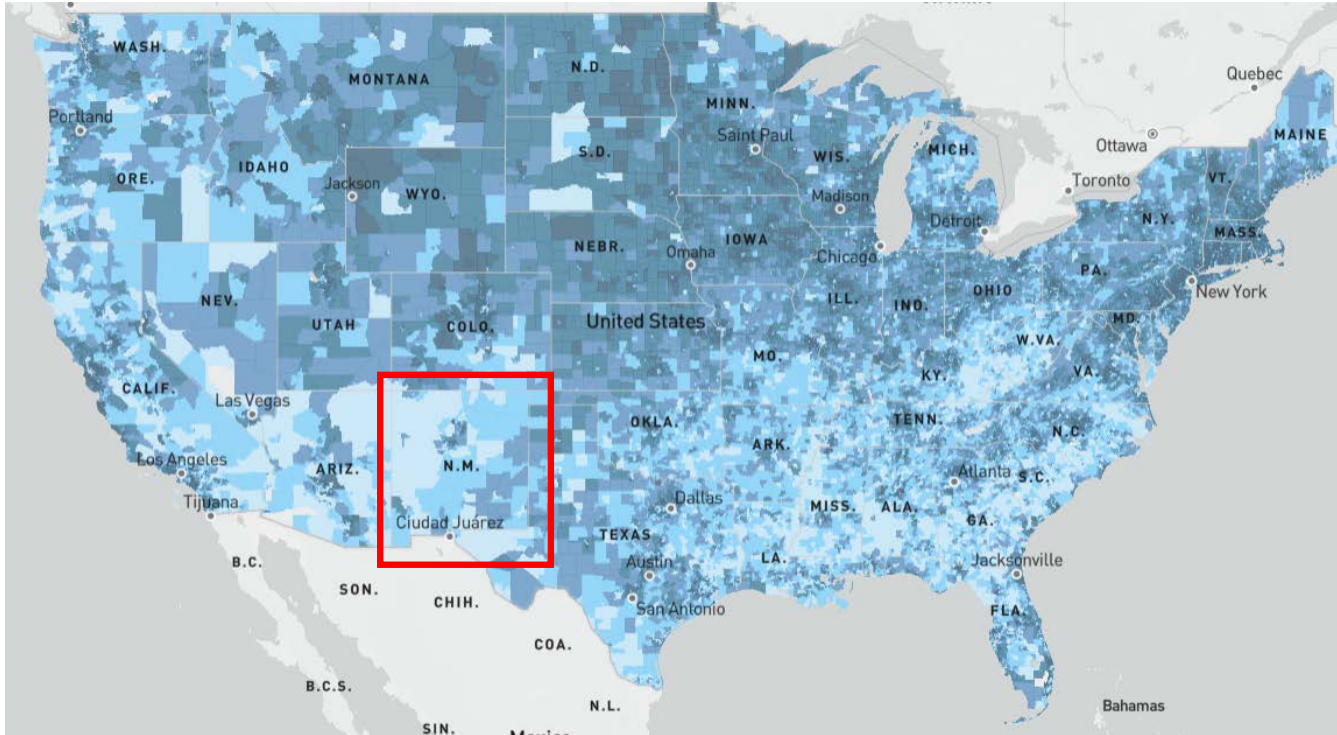 WASH.
MONTANA
N.D.
MINN.
Quebec
Portland
Saint Paul
Ottawa
MAINE
ORE.
IDAHO
Jackson
WYO.
S.D.
WIS.
MICH.
Toronto
VT.
Madison
N.Y.
NEBR.
Omaha
IOWA
Chicago
Detroit
MASS.
NEV.
UTAH
COLO.
United States
ILL.
IND.
OHIO
PA.
New York
MD.
CALIF.
Las Vegas
MO.
KY.
W.VA.
VA.
Los Angeles
ARIZ.
N.M.
OKLA.
ARK.
TENN.
N.C.
Tijuana
Dallas
Atlanta
S.C.
Ciudad Juárez
TEXAS
MISS.
ALA.
GA.
B.C.
Austin
LA.
Jacksonville
SON.
CHIH.
San Antonio
FLA.
COA.
B.C.S.
N.L.
Bahamas
SIN.